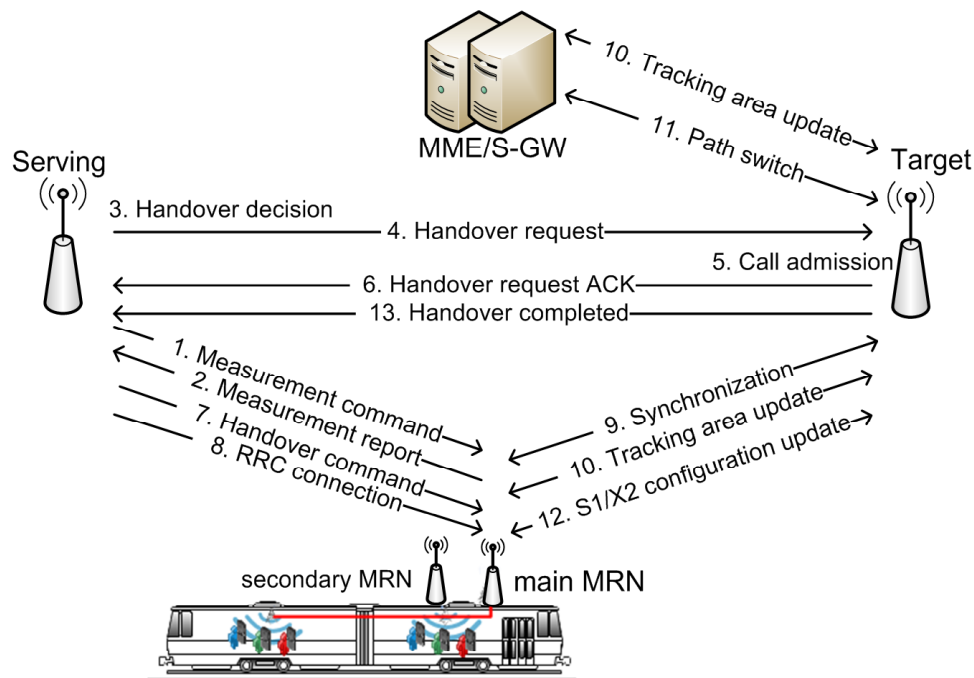 10. Tracking area update
11. Path switch
MME/S-GW
Serving
Target
3. Handover decision
4. Handover request
5. Call admission
6. Handover request ACK
13. Handover completed
1. Measurement command
2. Measurement report
7. Handover command
8. RRC connection
9. Synchronization
10. Tracking area update
12. S1/X2 configuration update
secondary MRN
main MRN